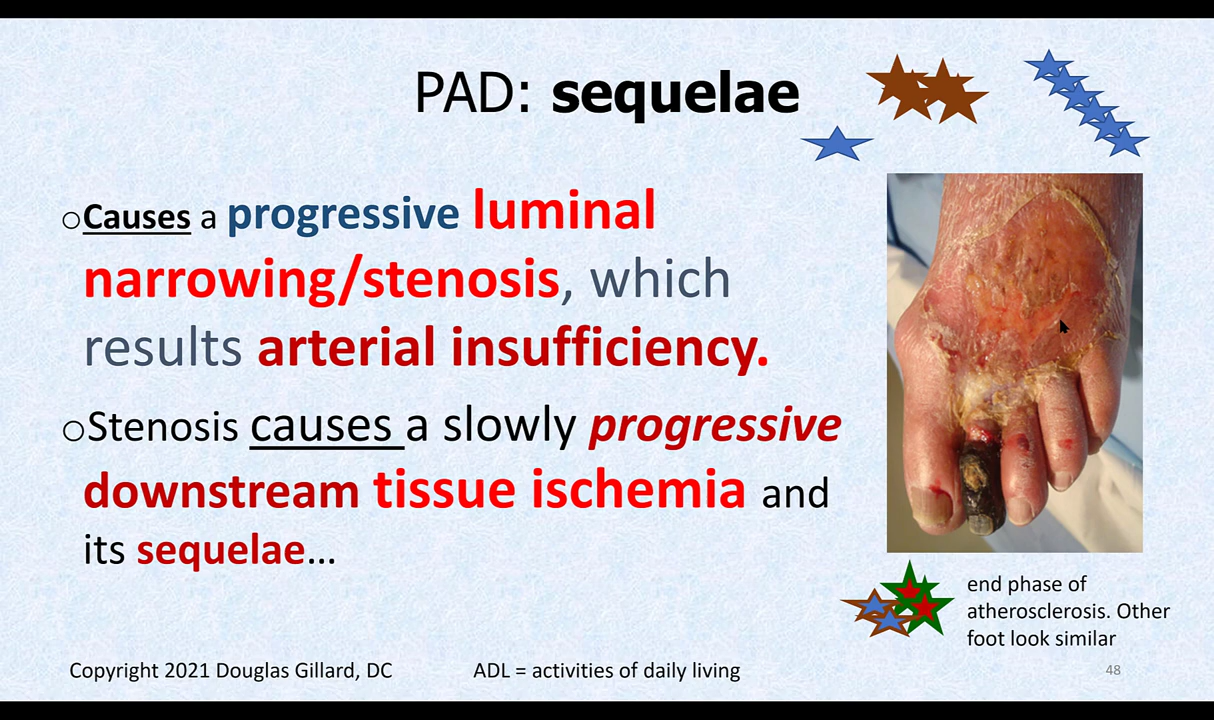 PAD: sequelae
○Causes a progressive luminal
narrowing/stenosis, which
results arterial insufficiency.
○Stenosis causes a slowly progressive
downstream tissue ischemia and
its sequelae…
end phase of
atherosclerosis. Other
foot look similar
Copyright 2021 Douglas Gillard, DC
ADL = activities of daily living
48